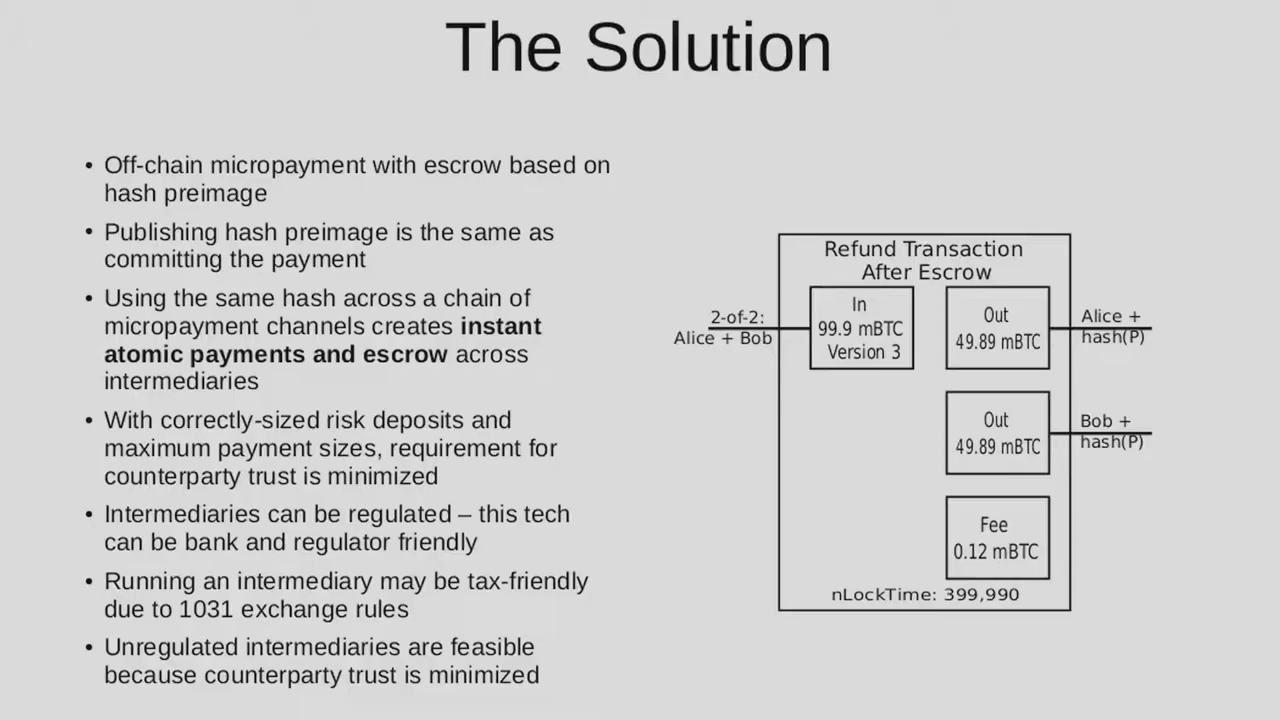 The Solution
• Off-chain micropayment with escrow based on
hash preimage
• Publishing hash preimage is the same as
committing the payment
• Using the same hash across a chain of
micropayment channels creates instant
atomic payments and escrow across
intermediaries
• With correctly-sized risk deposits and
maximum payment sizes, requirement for
counterparty trust is minimized
• Intermediaries can be regulated – this tech
can be bank and regulator friendly
• Running an intermediary may be tax-friendly
due to 1031 exchange rules
• Unregulated intermediaries are feasible
because counterparty trust is minimized
Refund Transaction
After Escrow
2-of-2:
Alice + Bob
In
99.9 mBTC
Version 3
Out
49.89 mBTC
Alice +
hash(P)
Out
49.89 mBTC
Bob +
hash(P)
Fee
0.12 mBTC
nLockTime: 399,990